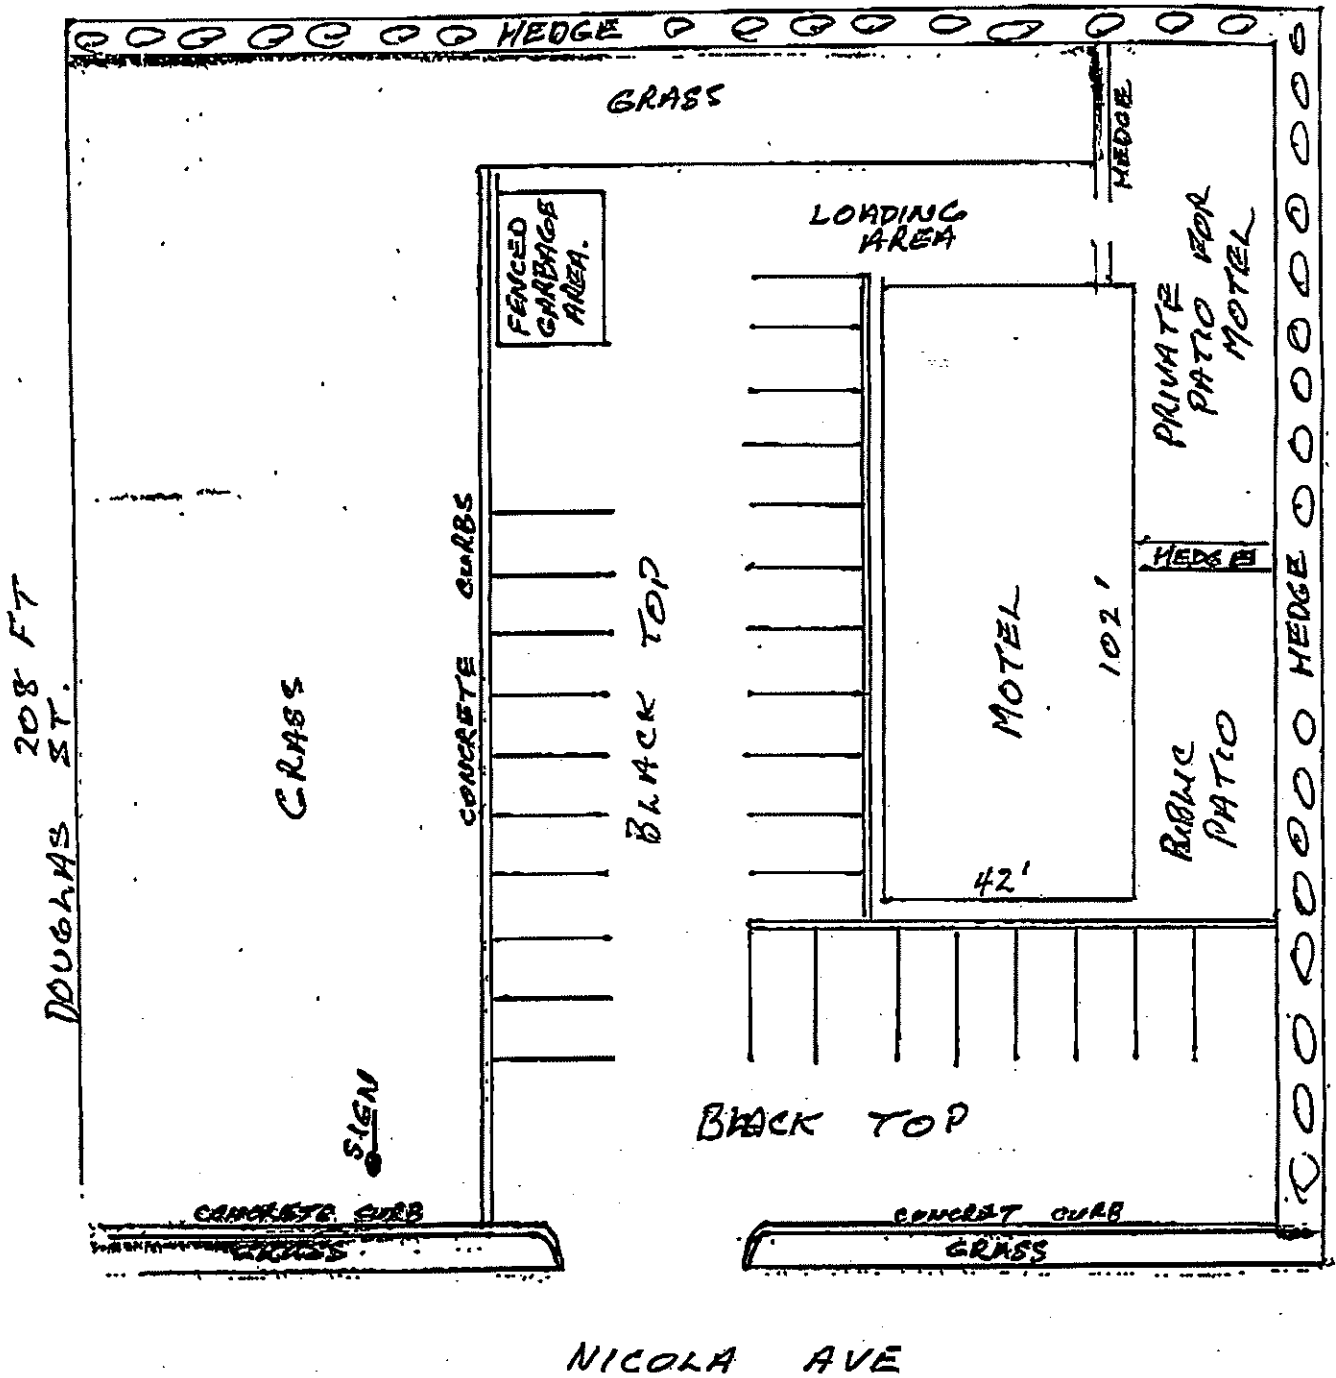 HEDGE
GRASS
HEDGE
LOADING
AREA
FENCED
GARBAGE
AREA.
PRIVATE
PATIO FOR
MOTEL
HEDGE
HEDGE
208 FT
DOUGLAS ST.
GRASS
CONCRETE CURBS
BLACK TOP
MOTEL
102'
42'
PUBLIC
PATIO
SIGN
BLACK TOP
CONCRETE CURB
GRASS
CONCRET CURB
GRASS
NICOLA AVE